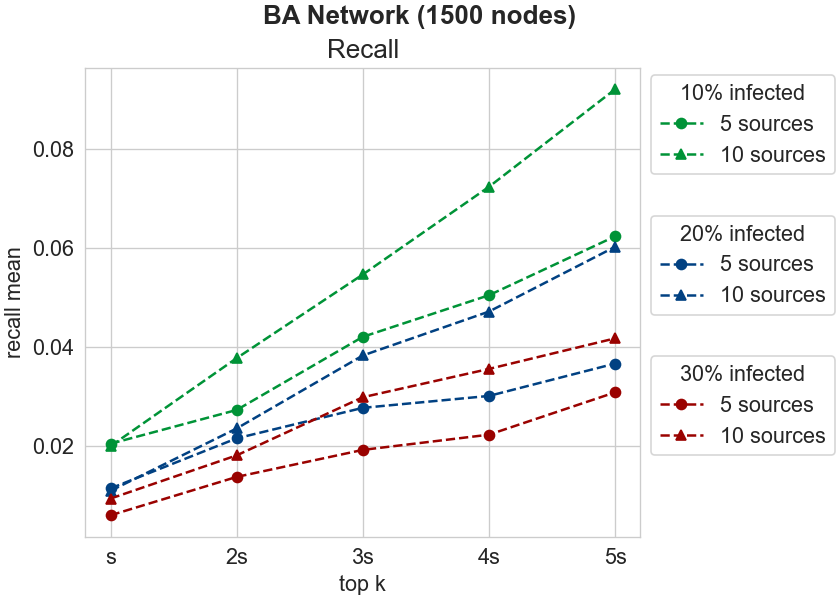 BA Network (1500 nodes)
Recall
0.08
0.06
0.04
0.02
recall mean
s
2s
3s
4s
5s
top k
10% infected
5 sources
10 sources
20% infected
5 sources
10 sources
30% infected
5 sources
10 sources